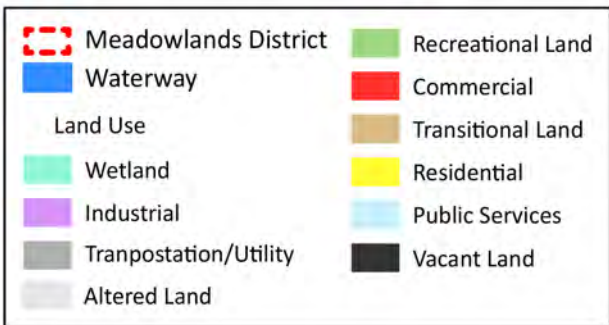 Meadowlands District
Waterway
Land Use
Wetland
Industrial
Tranpostation/Utility
Altered Land
Recreational Land
Commercial
Transitional Land
Residential
Public Services
Vacant Land